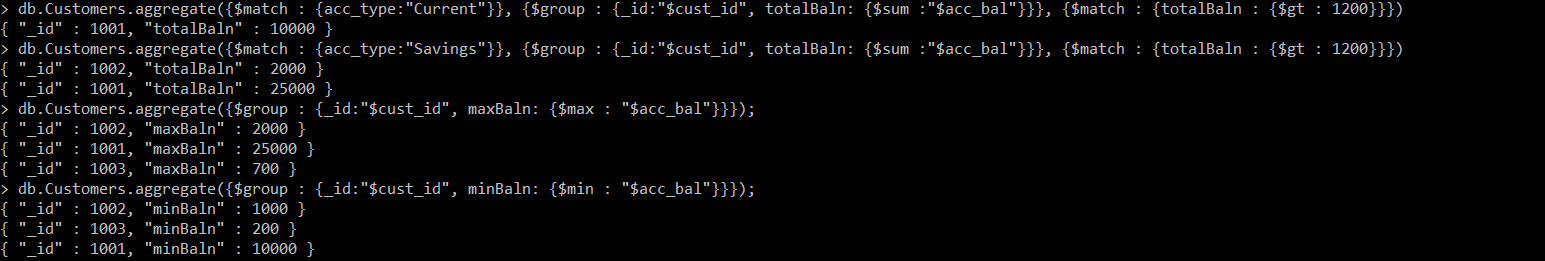 > db.Customers.aggregate({$match : {acc_type:"Current"}}, {$group : {_id:"$cust_id", totalBaln: {$sum :"$acc_bal"}}}, {$match : {totalBaln : {$gt : 1200}}})
{ "_id" : 1001, "totalBaln" : 10000 }
> db.Customers.aggregate({$match : {acc_type:"Savings"}}, {$group : {_id:"$cust_id", totalBaln: {$sum :"$acc_bal"}}}, {$match : {totalBaln : {$gt : 1200}}})
{ "_id" : 1002, "totalBaln" : 2000 }
{ "_id" : 1001, "totalBaln" : 25000 }
> db.Customers.aggregate({$group : {_id:"$cust_id", maxBaln: {$max : "$acc_bal"}}});
{ "_id" : 1002, "maxBaln" : 2000 }
{ "_id" : 1001, "maxBaln" : 25000 }
{ "_id" : 1003, "maxBaln" : 700 }
> db.Customers.aggregate({$group : {_id:"$cust_id", minBaln: {$min : "$acc_bal"}}});
{ "_id" : 1002, "minBaln" : 1000 }
{ "_id" : 1003, "minBaln" : 200 }
{ "_id" : 1001, "minBaln" : 10000 }